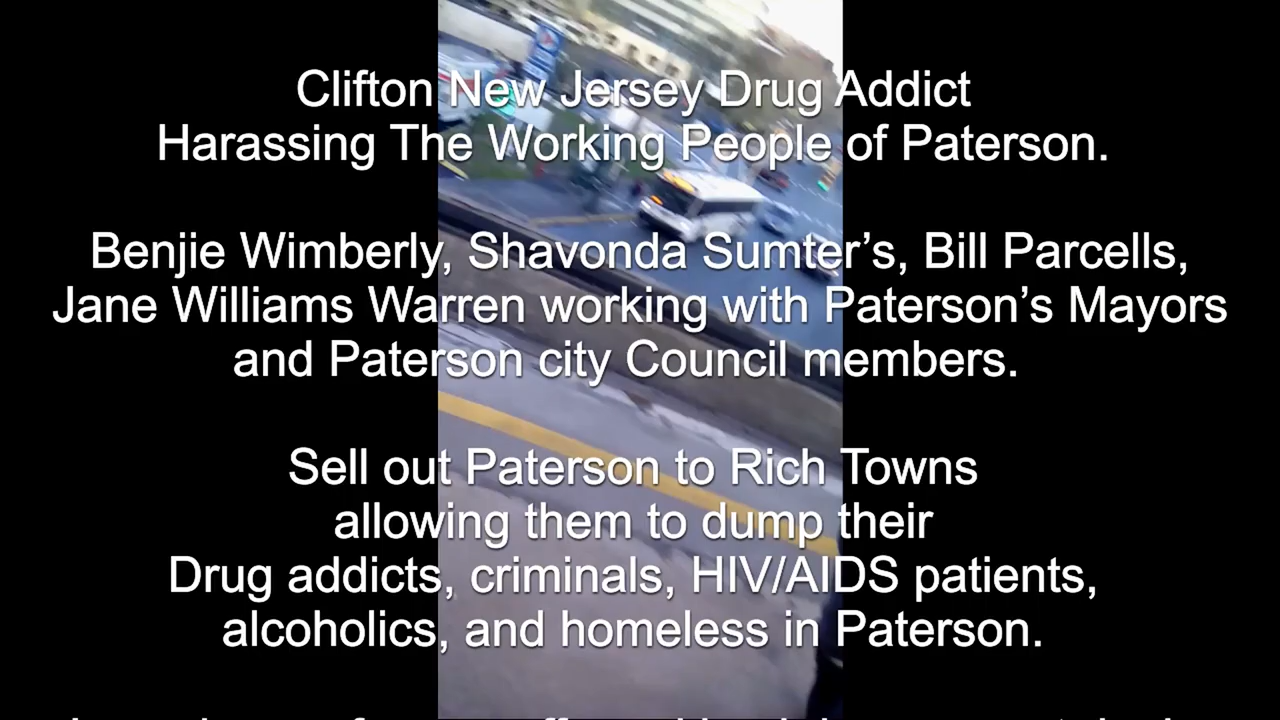 Clifton New Jersey Drug Addict
Harassing The Working People of Paterson.
Benjie Wimberly, Shavonda Sumter’s, Bill Parcells,
Jane Williams Warren working with Paterson’s Mayors
and Paterson city Council members.
Sell out Paterson to Rich Towns
allowing them to dump their
Drug addicts, criminals, HIV/AIDS patients,
alcoholics, and homeless in Paterson.